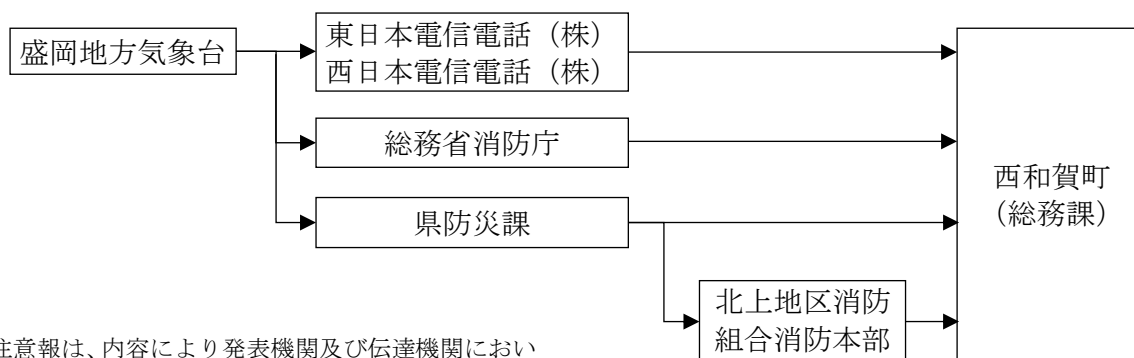 盛岡地方気象台
東日本電信電話（株）
西日本電信電話（株）
総務省消防庁
県防災課
西和賀町
（総務課）
北上地区消防
組合消防本部
注意報は、内容により発表機関及び伝達機関におい